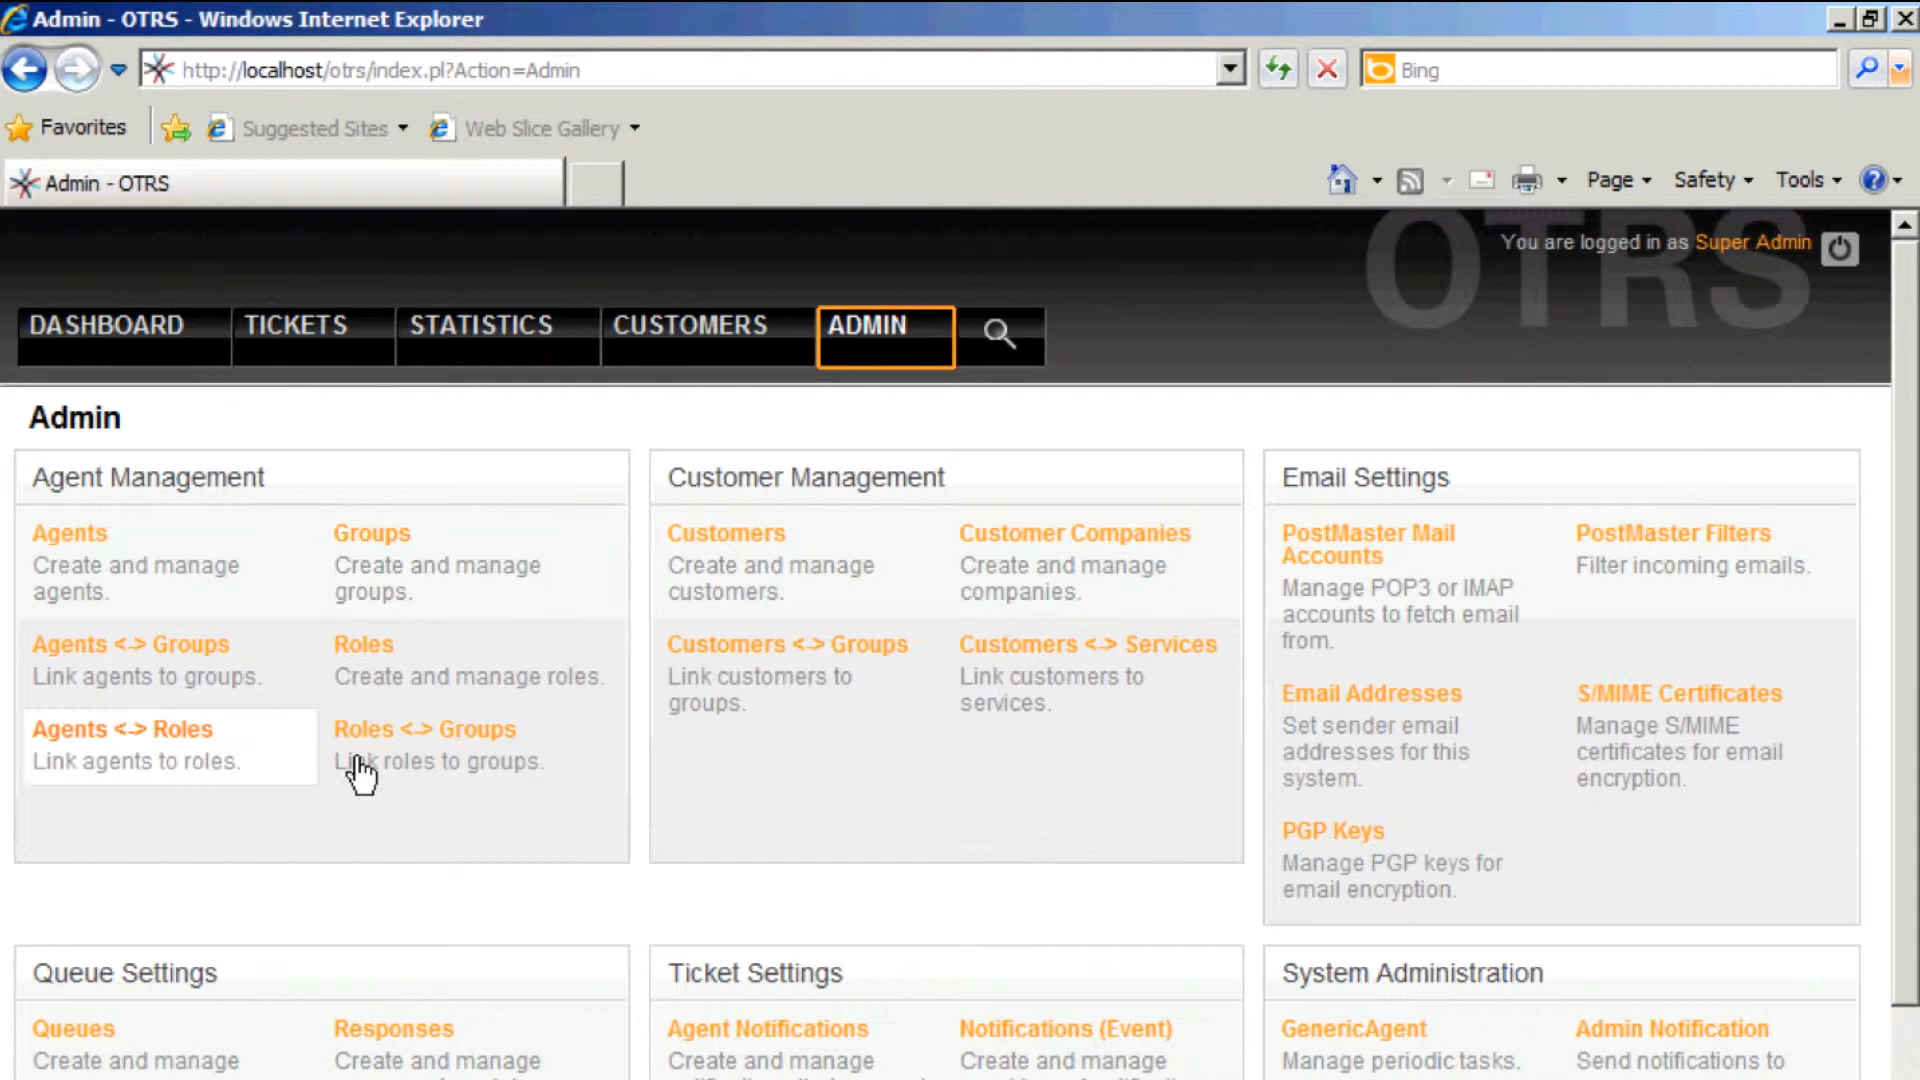 Admin - OTRS - Windows Internet Explorer
http://localhost/otrs/index.pl?Action=Admin
Bing
Favorites
Suggested Sites
Web Slice Gallery
Admin - OTRS
Page
Safety
Tools
OTRS
You are logged in as Super Admin
DASHBOARD
TICKETS
STATISTICS
CUSTOMERS
ADMIN
Admin
Agent Management
Agents
Create and manage
agents.
Groups
Create and manage
groups.
Agents <-> Groups
Link agents to groups.
Roles
Create and manage roles.
Agents <-> Roles
Link agents to roles.
Roles <-> Groups
Link roles to groups.
Customer Management
Customers
Create and manage
customers.
Customer Companies
Create and manage
companies.
Customers <-> Groups
Link customers to
groups.
Customers <-> Services
Link customers to
services.
Email Settings
PostMaster Mail
Accounts
Manage POP3 or IMAP
accounts to fetch email
from.
PostMaster Filters
Filter incoming emails.
Email Addresses
Set sender email
addresses for this
system.
S/MIME Certificates
Manage S/MIME
certificates for email
encryption.
PGP Keys
Manage PGP keys for
email encryption.
Queue Settings
Queues
Create and manage
Responses
Create and manage
Ticket Settings
Agent Notifications
Create and manage
Notifications (Event)
Create and manage
System Administration
GenericAgent
Manage periodic tasks.
Admin Notification
Send notifications to